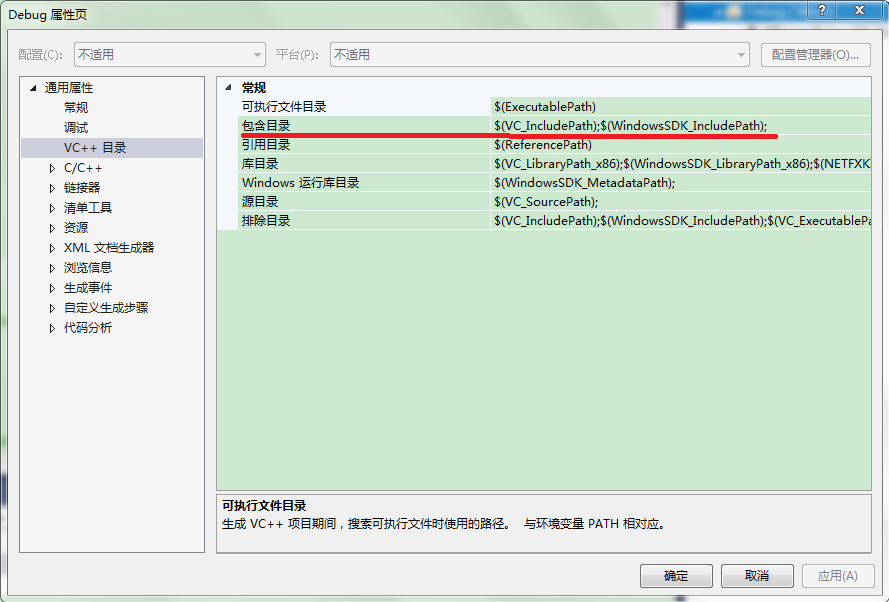 Debug 属性页
配置(C): 不适用 平台(P): 不适用 配置管理器(O)...
通用属性
常规
调试
VC++ 目录
C/C++
链接器
清单工具
资源
XML 文档生成器
浏览信息
生成事件
自定义生成步骤
代码分析
常规
可执行文件目录 $(ExecutablePath)
包含目录 $(VC_IncludePath);$(WindowsSDK_IncludePath);
引用目录 $(ReferencePath)
库目录 $(VC_LibraryPath_x86);$(WindowsSDK_LibraryPath_x86);$(NETFXK
Windows 运行库目录 $(WindowsSDK_MetadataPath);
源目录 $(VC_SourcePath);
排除目录 $(VC_IncludePath);$(WindowsSDK_IncludePath);$(VC_ExecutablePa
可执行文件目录
生成 VC++ 项目期间，搜索可执行文件时使用的路径。 与环境变量 PATH 相对应。
确定 取消 应用(A)